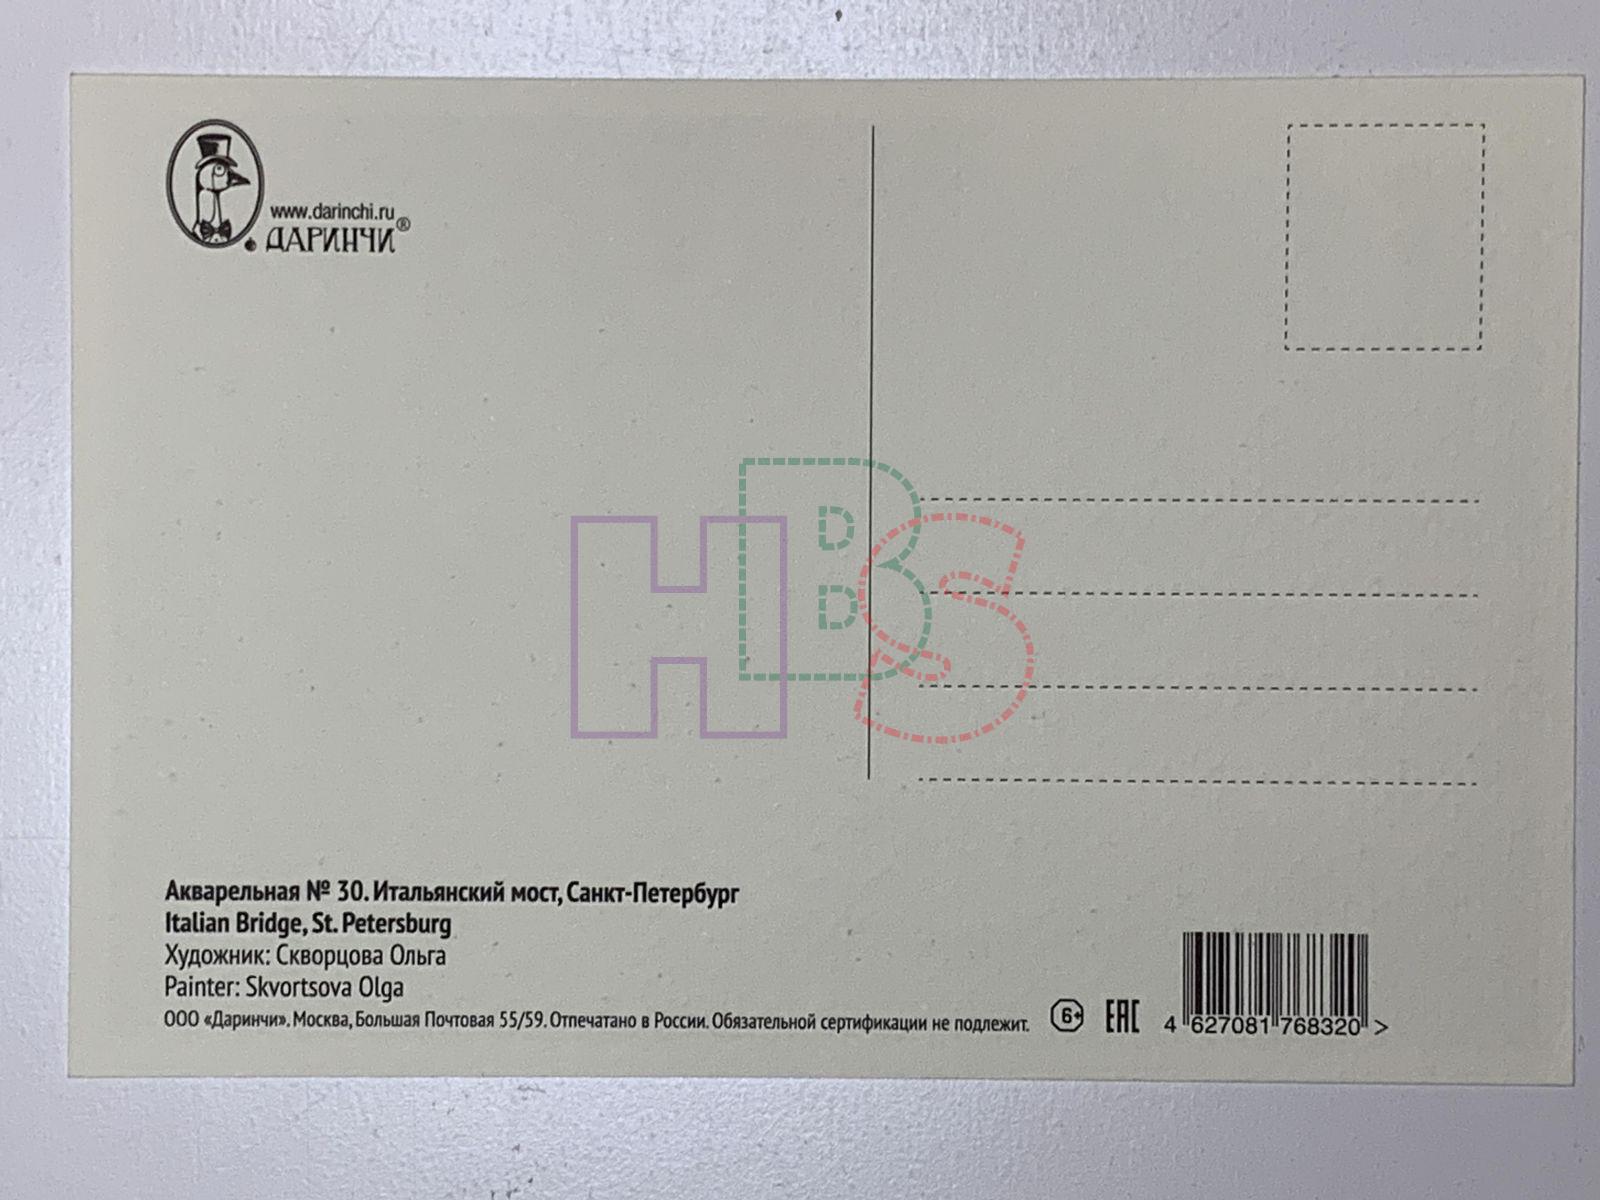 www.darinchi.ru
ДАРИНЧИ®
HBS
Акварельная № 30. Итальянский мост, Санкт-Петербург
Italian Bridge, St. Petersburg
Художник: Скворцова Ольга
Painter: Skvortsova Olga
ООО «Даринчи». Москва, Большая Почтовая 55/59. Отпечатано в России. Обязательной сертификации не подлежит.
6+ EAC 4 627081 768320 >